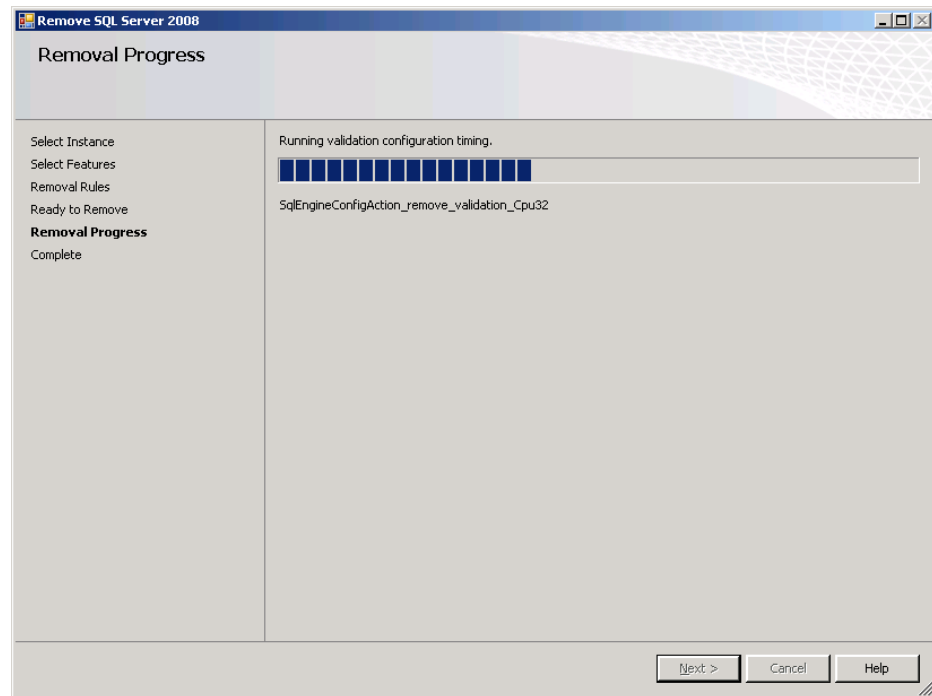 Remove SQL Server 2008
Removal Progress
Select Instance
Select Features
Removal Rules
Ready to Remove
Removal Progress
Complete
Running validation configuration timing.
SqlEngineConfigAction_remove_validation_Cpu32
Next >
Cancel
Help